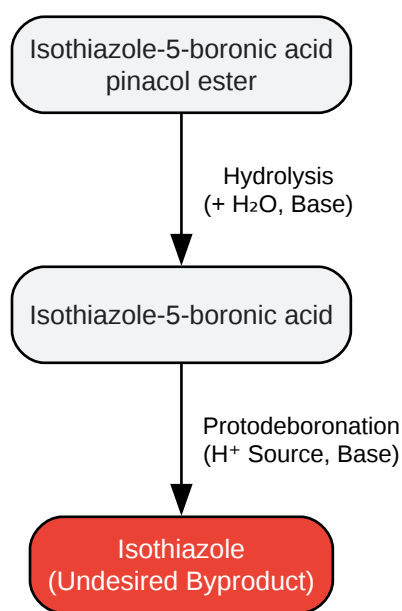 Isothiazole-5-boronic acid
pinacol ester
Hydrolysis
(+ H₂O, Base)
Isothiazole-5-boronic acid
Protodeboronation
(H⁺ Source, Base)
Isothiazole
(Undesired Byproduct)